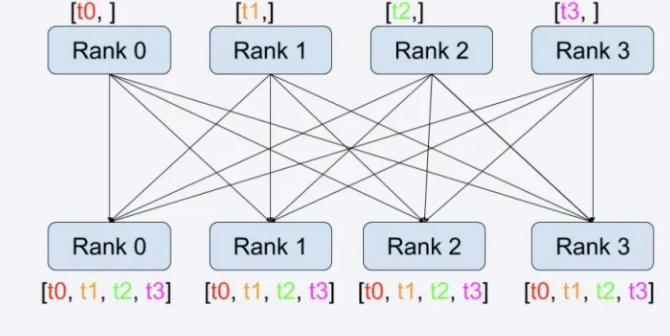 [t0, ] [t1,] [t2,] [t3, ]
Rank 0 Rank 1 Rank 2 Rank 3
Rank 0 Rank 1 Rank 2 Rank 3
[t0, t1, t2, t3] [t0, t1, t2, t3] [t0, t1, t2, t3] [t0, t1, t2, t3]